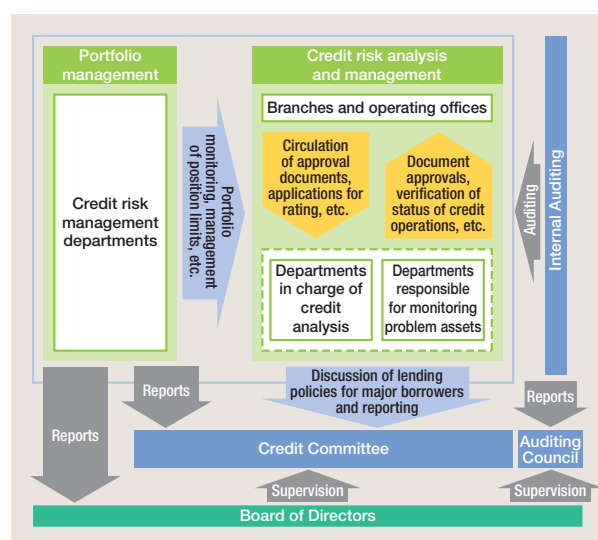 Portfolio
management
Credit risk
management
departments
Portfolio
monitoring, management
of position limits, etc.
Credit risk analysis
and management
Branches and operating offices
Circulation
of approval
documents,
applications for
rating, etc.
Document
approvals,
verification of
status of credit
operations, etc.
Departments
in charge of
credit
analysis
Departments
responsible
for monitoring
problem assets
Auditing
Internal Auditing
Reports
Reports
Discussion of lending
policies for major borrowers
and reporting
Reports
Credit Committee
Auditing
Council
Supervision
Supervision
Board of Directors